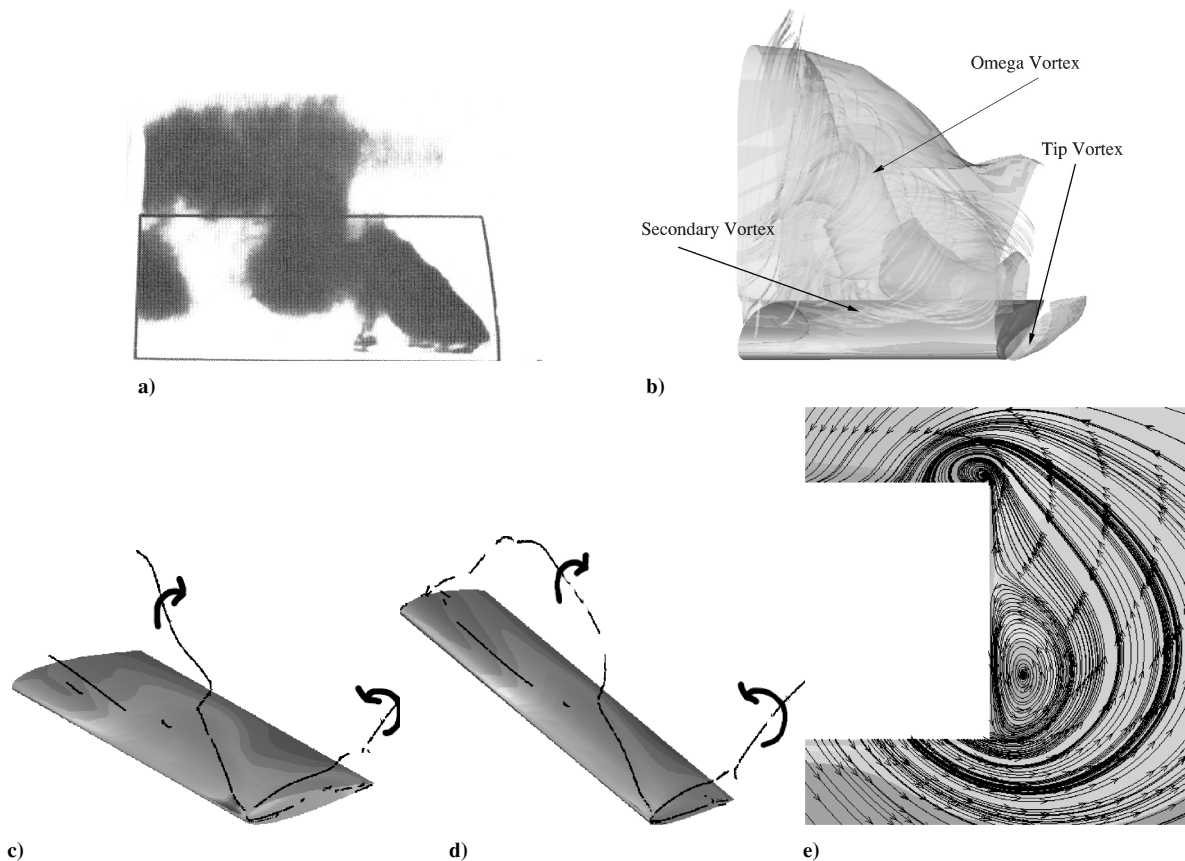 Omega Vortex
Tip Vortex
Secondary Vortex
a)
b)
c)
d)
e)